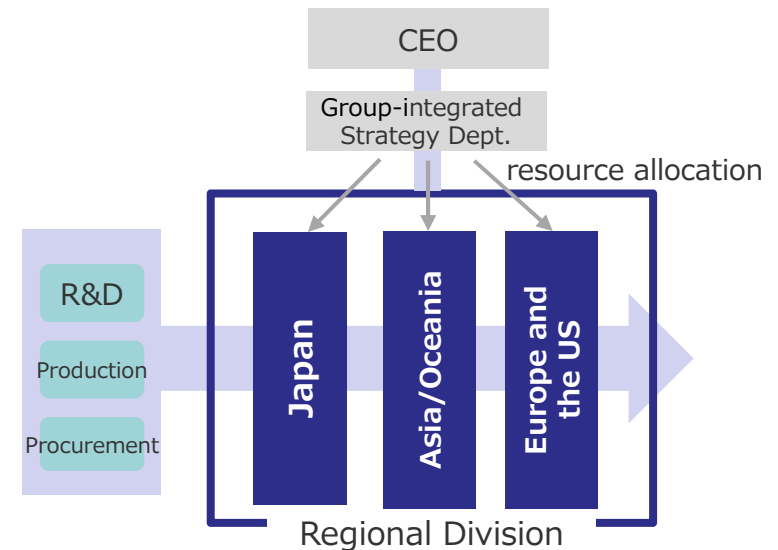 CEO
Group-integrated
Strategy Dept.
resource allocation
R&D
Production
Procurement
Japan
Asia/Oceania
Europe and
the US
Regional Division